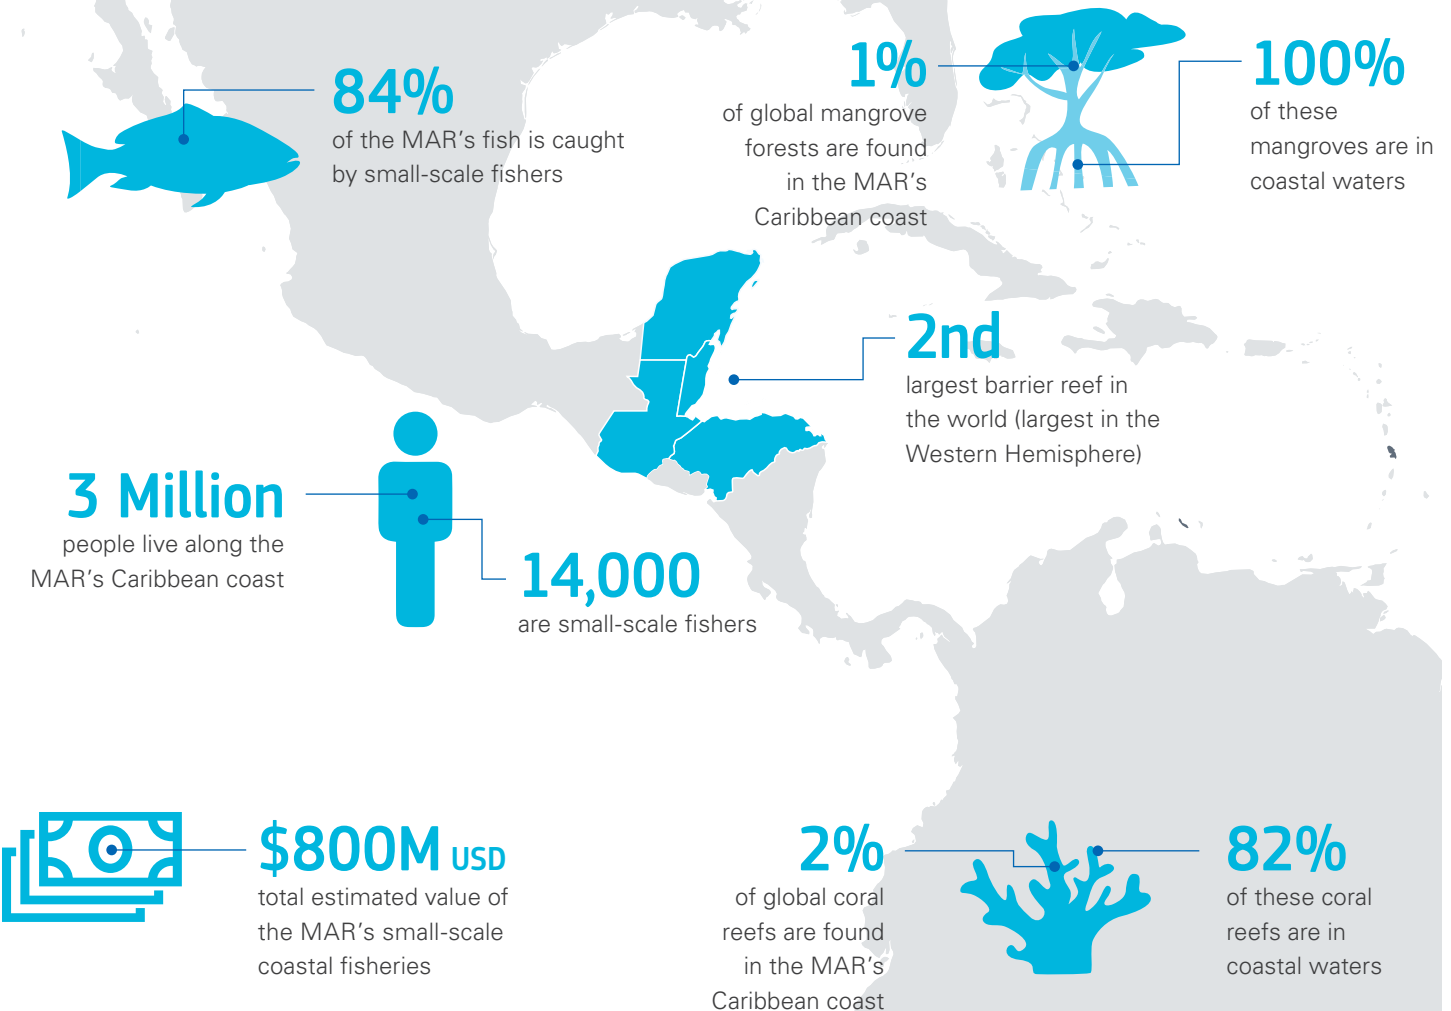 84%
of the MAR's fish is caught
by small-scale fishers
1%
of global mangrove
forests are found
in the MAR's
Caribbean coast
100%
of these
mangroves are in
coastal waters
2nd
largest barrier reef in
the world (largest in the
Western Hemisphere)
3 Million
people live along the
MAR's Caribbean coast
14,000
are small-scale fishers
$800M USD
total estimated value of
the MAR's small-scale
coastal fisheries
2%
of global coral
reefs are found
in the MAR's
Caribbean coast
82%
of these coral
reefs are in
coastal waters